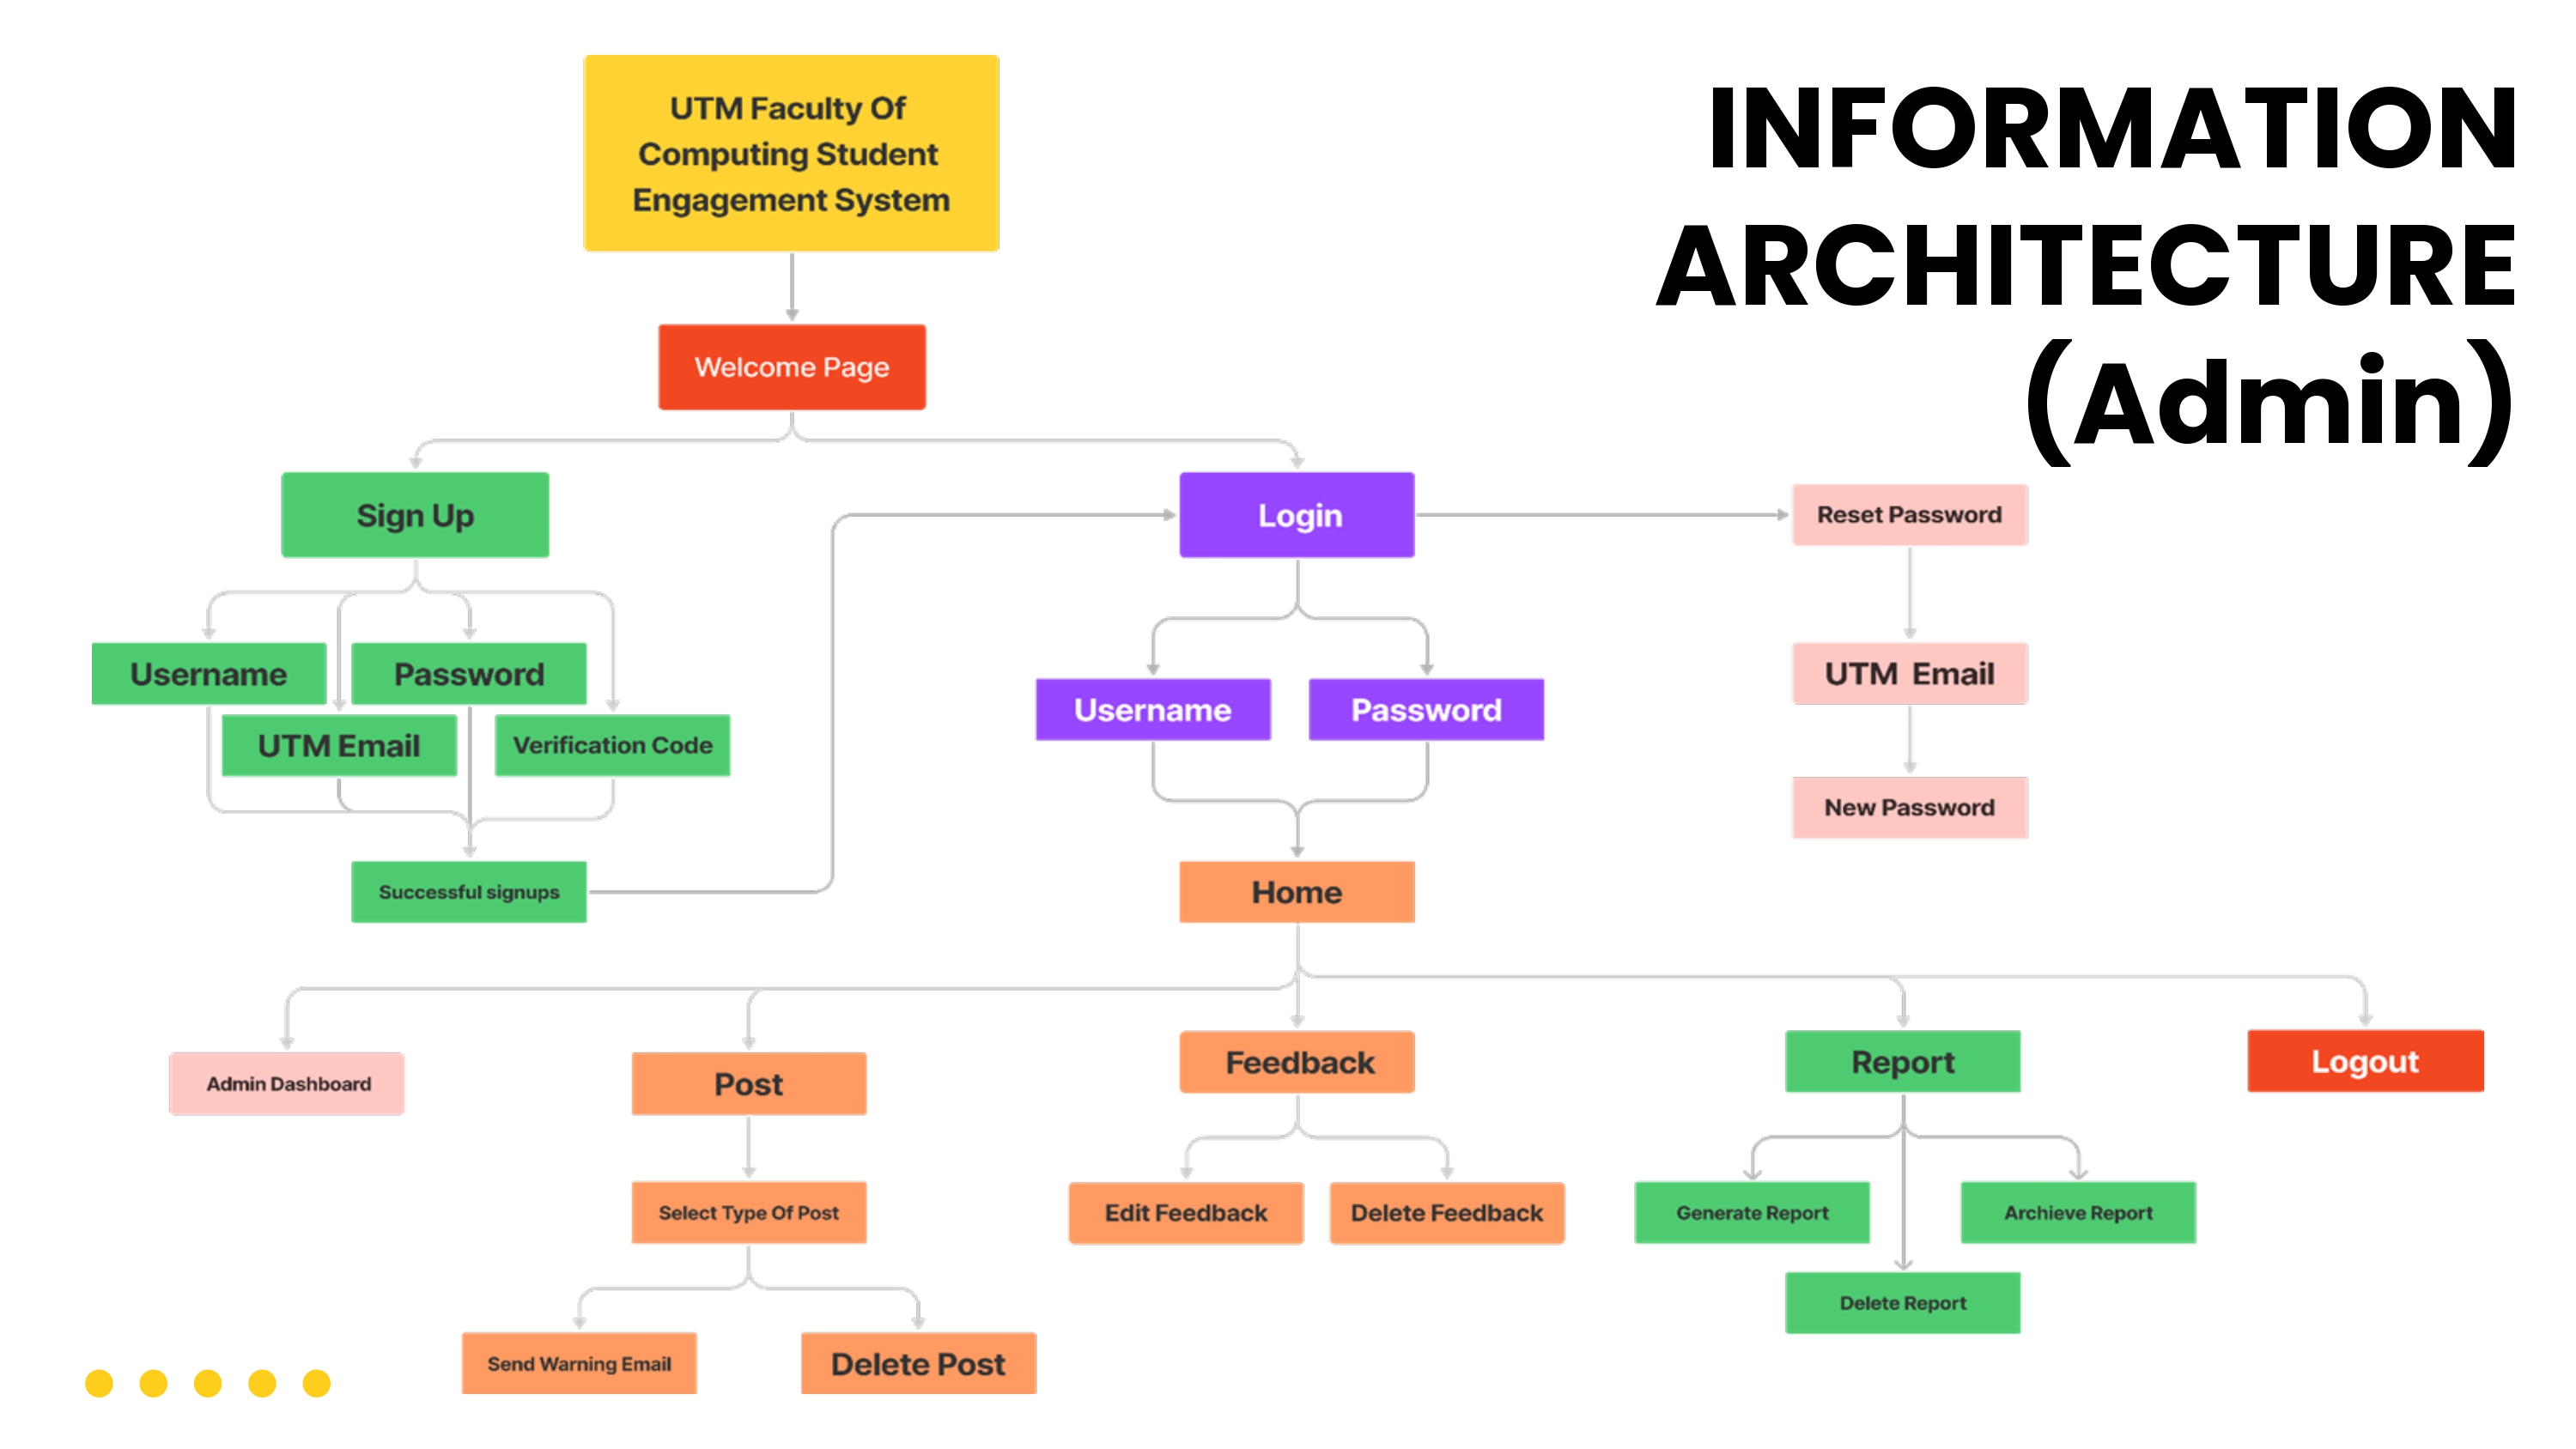 UTM Faculty Of
Computing Student
Engagement System
INFORMATION
ARCHITECTURE
(Admin)
Welcome Page
Sign Up
Login
Reset Password
Username
Password
UTM Email
Verification Code
Username
Password
UTM Email
New Password
Successful signups
Home
Admin Dashboard
Post
Feedback
Report
Logout
Select Type Of Post
Edit Feedback
Delete Feedback
Generate Report
Archieve Report
Delete Report
Send Warning Email
Delete Post